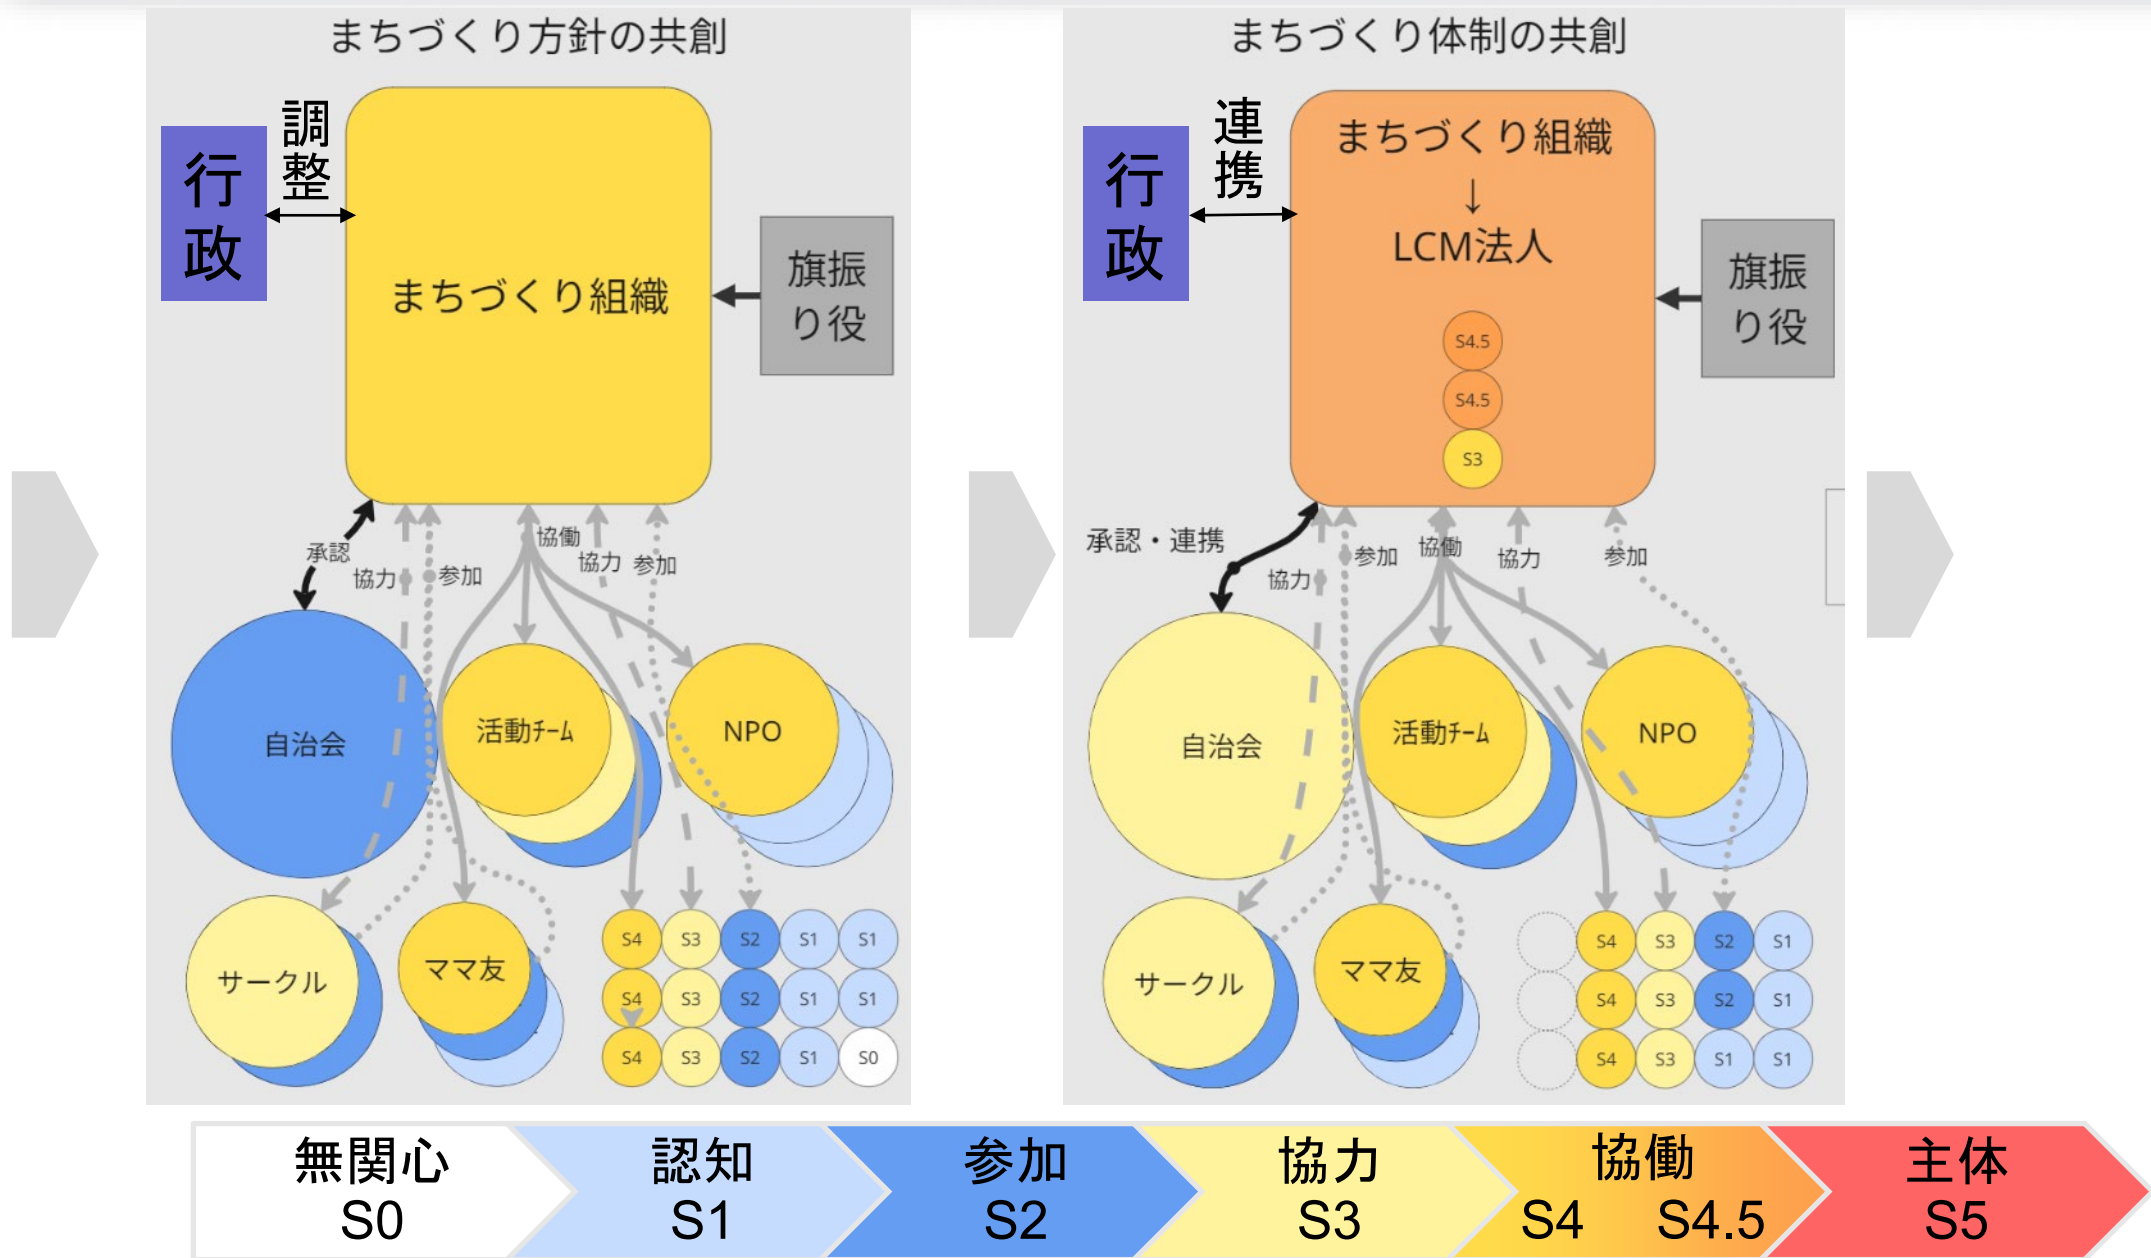 まちづくり方針の共創
行政
調整
まちづくり組織
旗振
り役
承認
協力
参加
協働
協力
参加
自治会
活動ﾁｰﾑ
NPO
サークル
ママ友
S4 S3 S2 S1 S1
S4 S3 S2 S1 S1
S4 S3 S2 S1 S0
まちづくり体制の共創
行政
連携
まちづくり組織
↓
LCM法人
S4.5
S4.5
S3
旗振
り役
承認・連携
協力
参加
協働
協力
参加
自治会
活動ﾁｰﾑ
NPO
サークル
ママ友
S4 S3 S2 S1
S4 S3 S2 S1
S4 S3 S1 S1
無関心
S0
認知
S1
参加
S2
協力
S3
協働
S4 S4.5
主体
S5